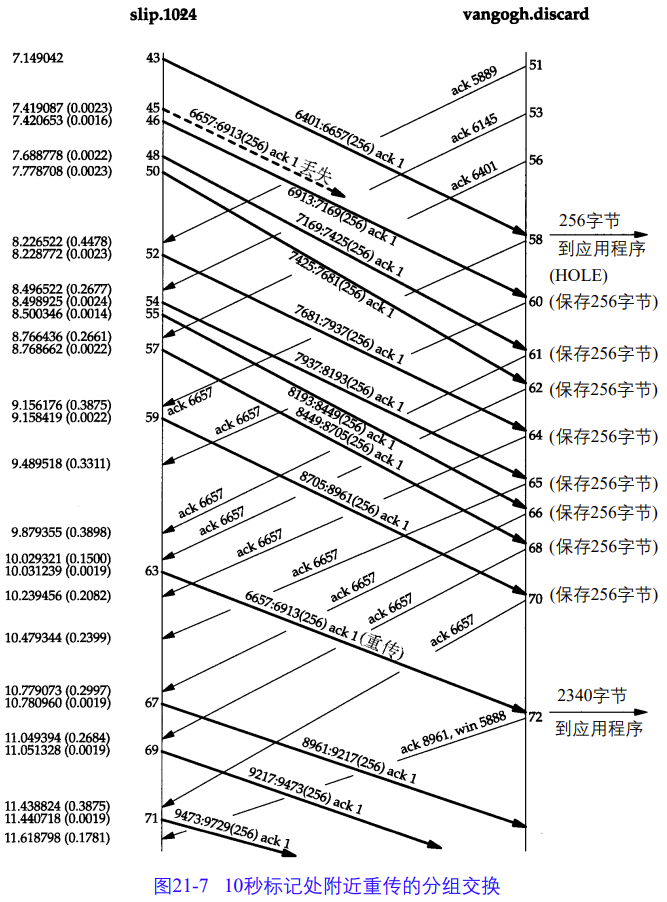 slip.1024
vangogh.discard
7.149042
43
51
7.419087 (0.0023)
45
7.420653 (0.0016)
46
53
7.688778 (0.0022)
48
7.778708 (0.0023)
50
56
ack 5889
ack 6145
ack 6401
6401:6657(256) ack 1
6657:6913(256) ack 1 丢失
6913:7169(256) ack 1
7169:7425(256) ack 1
7425:7681(256) ack 1
58
256字节
到应用程序
(HOLE)
8.226522 (0.4478)
8.228772 (0.0023)
52
8.496522 (0.2677)
8.498925 (0.0024)
54
8.500346 (0.0014)
55
8.766436 (0.2661)
8.768662 (0.0022)
57
7681:7937(256) ack 1
7937:8193(256) ack 1
8193:8449(256) ack 1
8449:8705(256) ack 1
60 (保存256字节)
61 (保存256字节)
62 (保存256字节)
64 (保存256字节)
65 (保存256字节)
66 (保存256字节)
68 (保存256字节)
70 (保存256字节)
9.156176 (0.3875)
9.158419 (0.0022)
59
ack 6657
ack 6657
9.489518 (0.3311)
8705:8961(256) ack 1
ack 6657
ack 6657
ack 6657
ack 6657
ack 6657
ack 6657
9.879355 (0.3898)
10.029321 (0.1500)
10.031239 (0.0019)
63
10.239456 (0.2082)
6657:6913(256) ack 1 (重传)
10.479344 (0.2399)
10.779073 (0.2997)
10.780960 (0.0019)
67
72
2340字节
到应用程序
ack 8961, win 5888
11.049394 (0.2684)
11.051328 (0.0019)
69
8961:9217(256) ack 1
9217:9473(256) ack 1
11.438824 (0.3875)
11.440718 (0.0019)
71
11.618798 (0.1781)
9473:9729(256) ack 1
图21-7 10秒标记处附近重传的分组交换